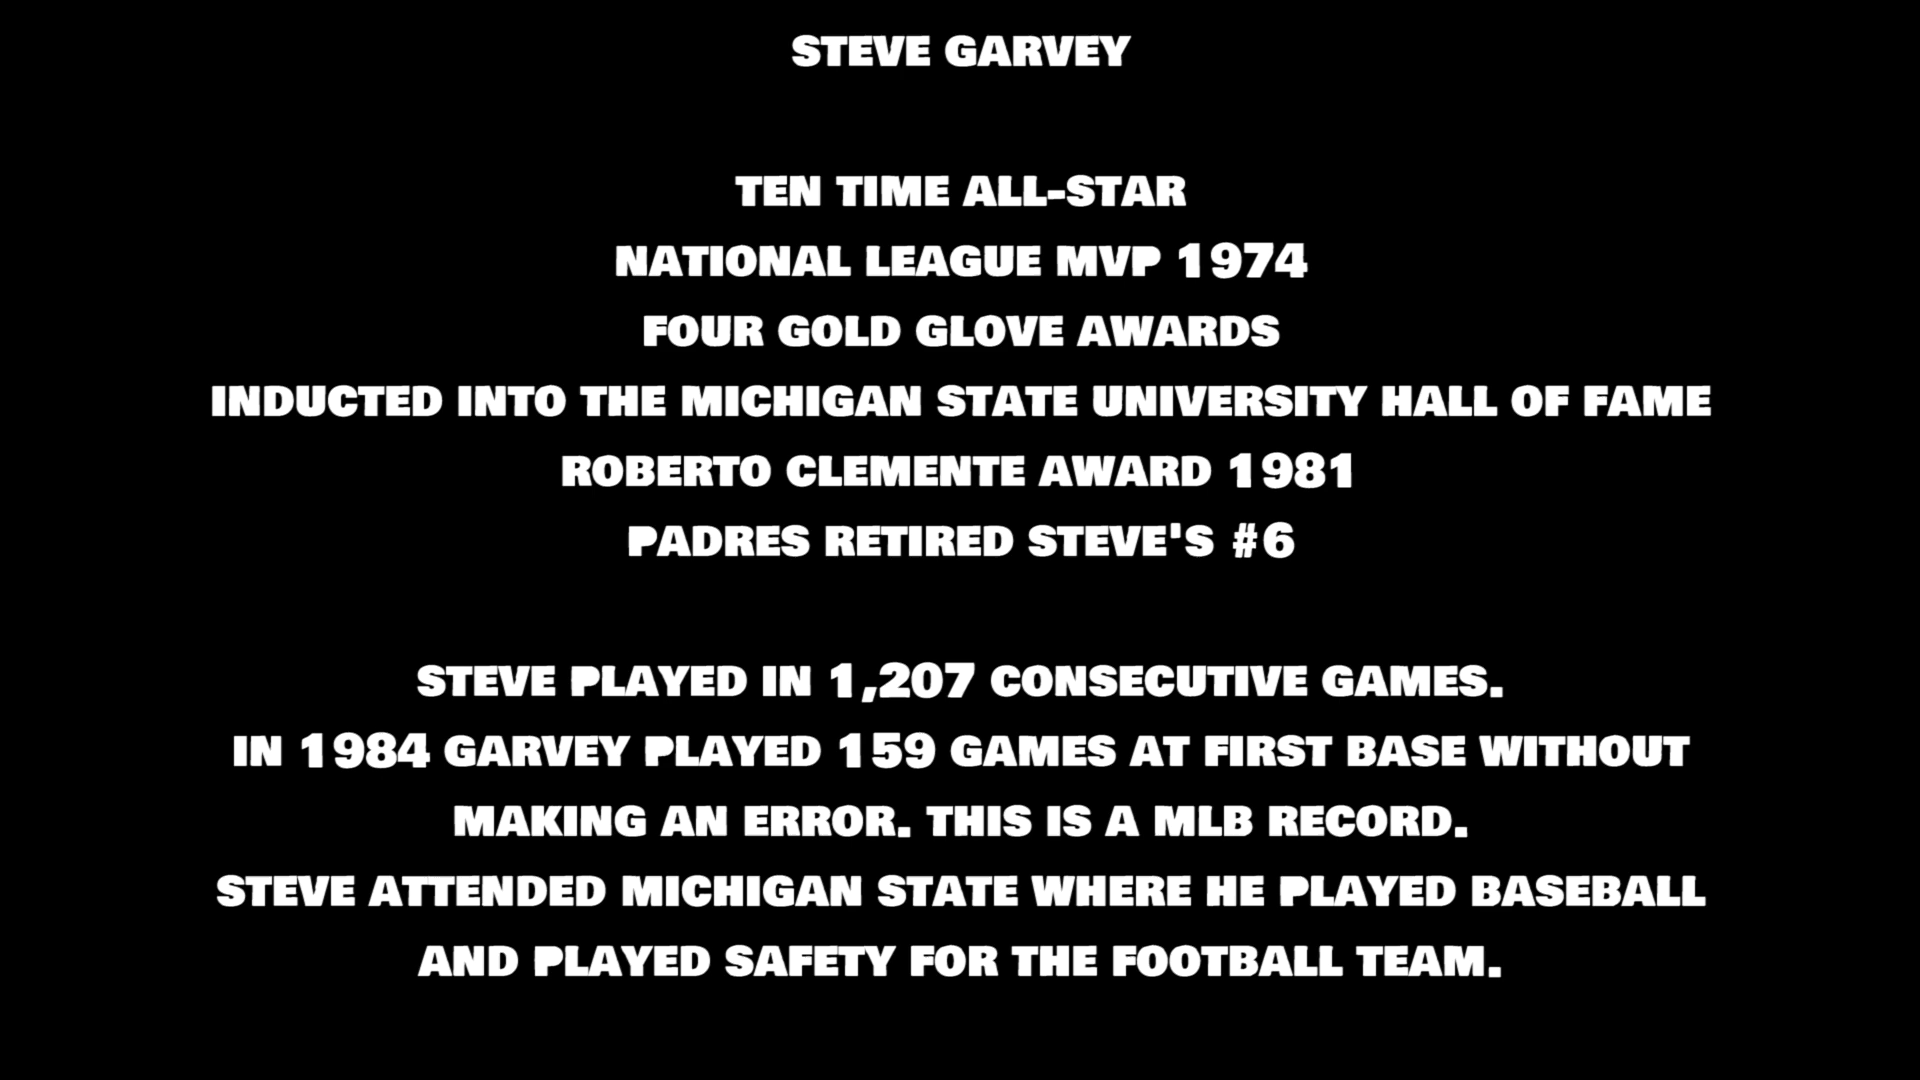 STEVE GARVEY
TEN TIME ALL-STAR
NATIONAL LEAGUE MVP 1974
FOUR GOLD GLOVE AWARDS
INDUCTED INTO THE MICHIGAN STATE UNIVERSITY HALL OF FAME
ROBERTO CLEMENTE AWARD 1981
PADRES RETIRED STEVE'S #6
STEVE PLAYED IN 1,207 CONSECUTIVE GAMES.
IN 1984 GARVEY PLAYED 159 GAMES AT FIRST BASE WITHOUT
MAKING AN ERROR. THIS IS A MLB RECORD.
STEVE ATTENDED MICHIGAN STATE WHERE HE PLAYED BASEBALL
AND PLAYED SAFETY FOR THE FOOTBALL TEAM.